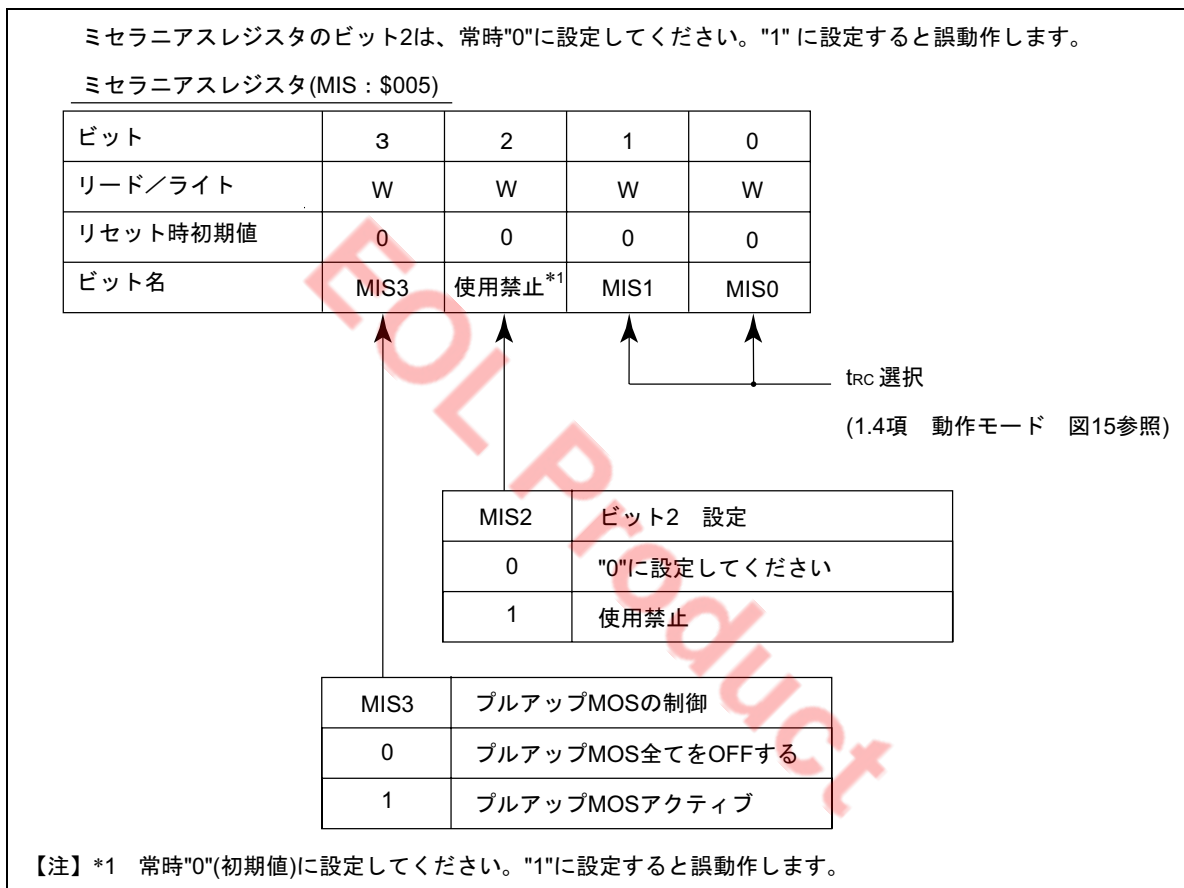 ミセラニアスレジスタのビット2は、常時"0"に設定してください。"1" に設定すると誤動作します。
ミセラニアスレジスタ(MIS：$005)
ビット 3 2 1 0
リード／ライト W W W W
リセット時初期値 0 0 0 0
ビット名 MIS3 使用禁止*1 MIS1 MIS0
tRC 選択
(1.4項　動作モード　図15参照)
MIS2 ビット2　設定
0 "0"に設定してください
1 使用禁止
MIS3 プルアップMOSの制御
0 プルアップMOS全てをOFFする
1 プルアップMOSアクティブ
【注】*1　常時"0"(初期値)に設定してください。"1"に設定すると誤動作します。
EOL Product